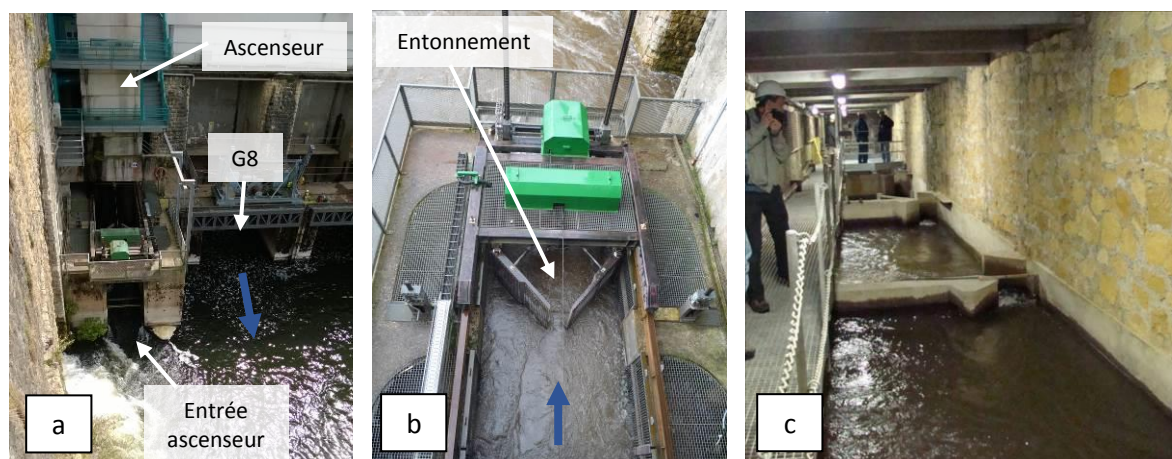 Ascenseur
G8
Entrée
ascenseur
a
Entonnement
b
c